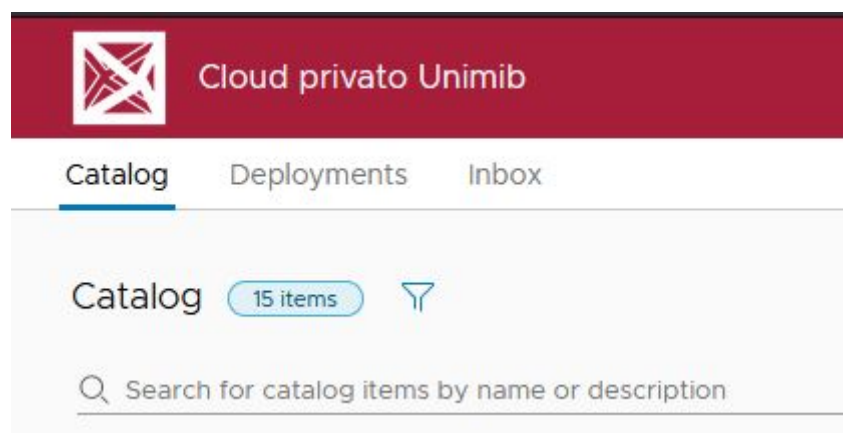 Cloud privato Unimib
Catalog Deployments Inbox
Catalog 15 items
Search for catalog items by name or description